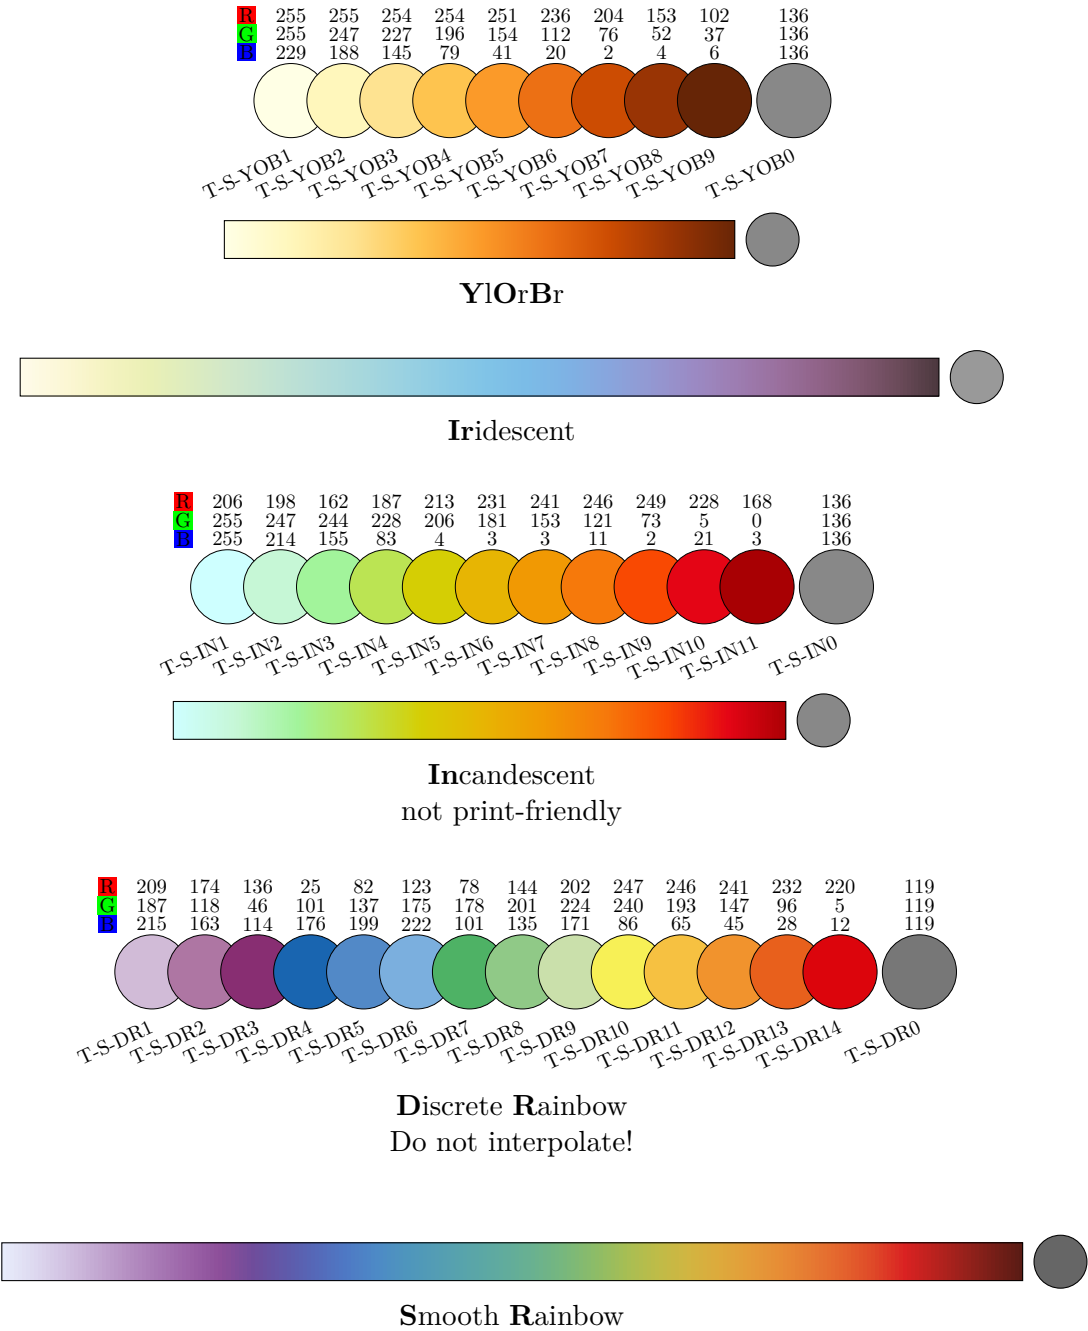 R 255 255 254 254 251 236 204 153 102 136
G 255 247 227 196 154 112 76 52 37 136
B 229 188 145 79 41 20 2 4 6 136
T-S-YOB1 T-S-YOB2 T-S-YOB3 T-S-YOB4 T-S-YOB5 T-S-YOB6 T-S-YOB7 T-S-YOB8 T-S-YOB9 T-S-YOB0
YlOrBr
Iridescent
R 206 198 162 187 213 231 241 246 249 228 168 136
G 255 247 244 228 206 181 153 121 73 5 0 136
B 255 214 155 83 4 3 3 11 2 21 3 136
T-S-IN1 T-S-IN2 T-S-IN3 T-S-IN4 T-S-IN5 T-S-IN6 T-S-IN7 T-S-IN8 T-S-IN9 T-S-IN10 T-S-IN11 T-S-IN0
Incandescent
not print-friendly
R 209 174 136 25 82 123 78 144 202 247 246 241 232 220 119
G 187 118 46 101 137 175 178 201 224 240 193 147 96 5 119
B 215 163 114 176 199 222 101 135 171 86 65 45 28 12 119
T-S-DR1 T-S-DR2 T-S-DR3 T-S-DR4 T-S-DR5 T-S-DR6 T-S-DR7 T-S-DR8 T-S-DR9 T-S-DR10 T-S-DR11 T-S-DR12 T-S-DR13 T-S-DR14 T-S-DR0
Discrete Rainbow
Do not interpolate!
Smooth Rainbow